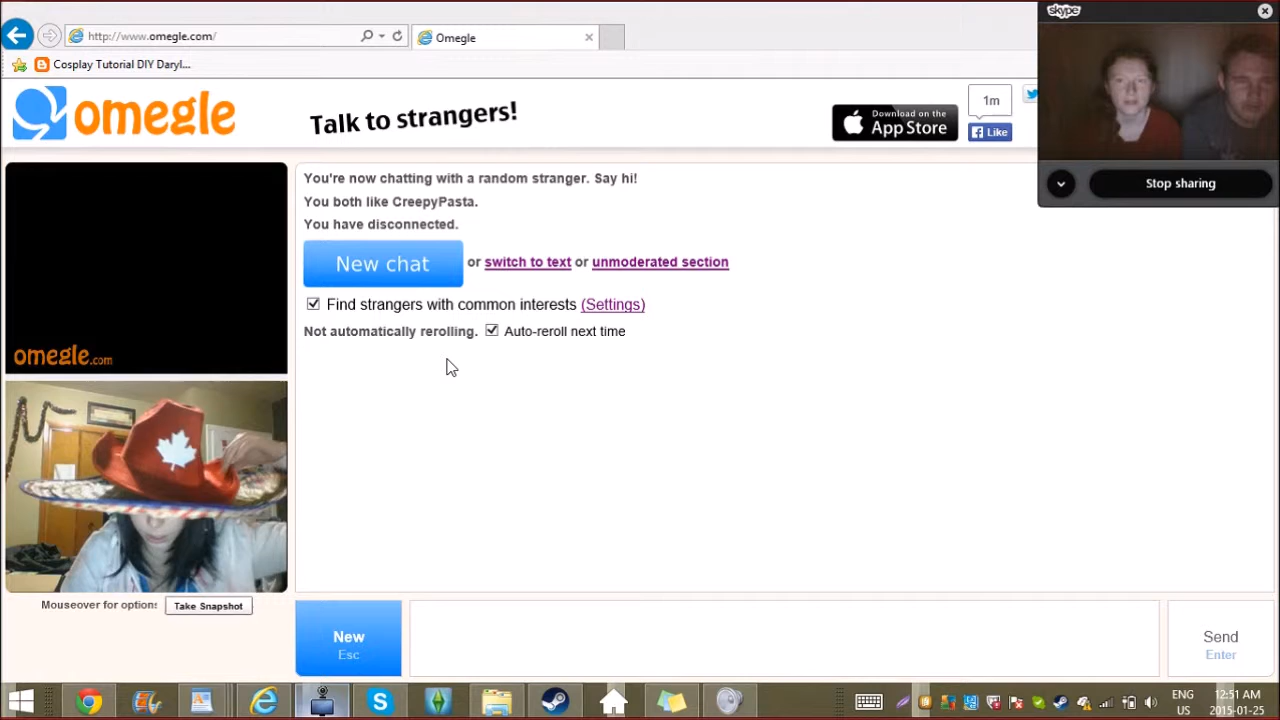 skype
http://www.omegle.com/
Omegle
Cosplay Tutorial DIY Daryl...
omegle
Talk to strangers!
Download on the
App Store
1m
Like
Stop sharing
You're now chatting with a random stranger. Say hi!
You both like CreepyPasta.
You have disconnected.
New chat or switch to text or unmoderated section
Find strangers with common interests (Settings)
Not automatically rerolling. Auto-reroll next time
omegle.com
Mouseover for options
Take Snapshot
New
Esc
Send
Enter
ENG
US
12:51 AM
2015-01-25